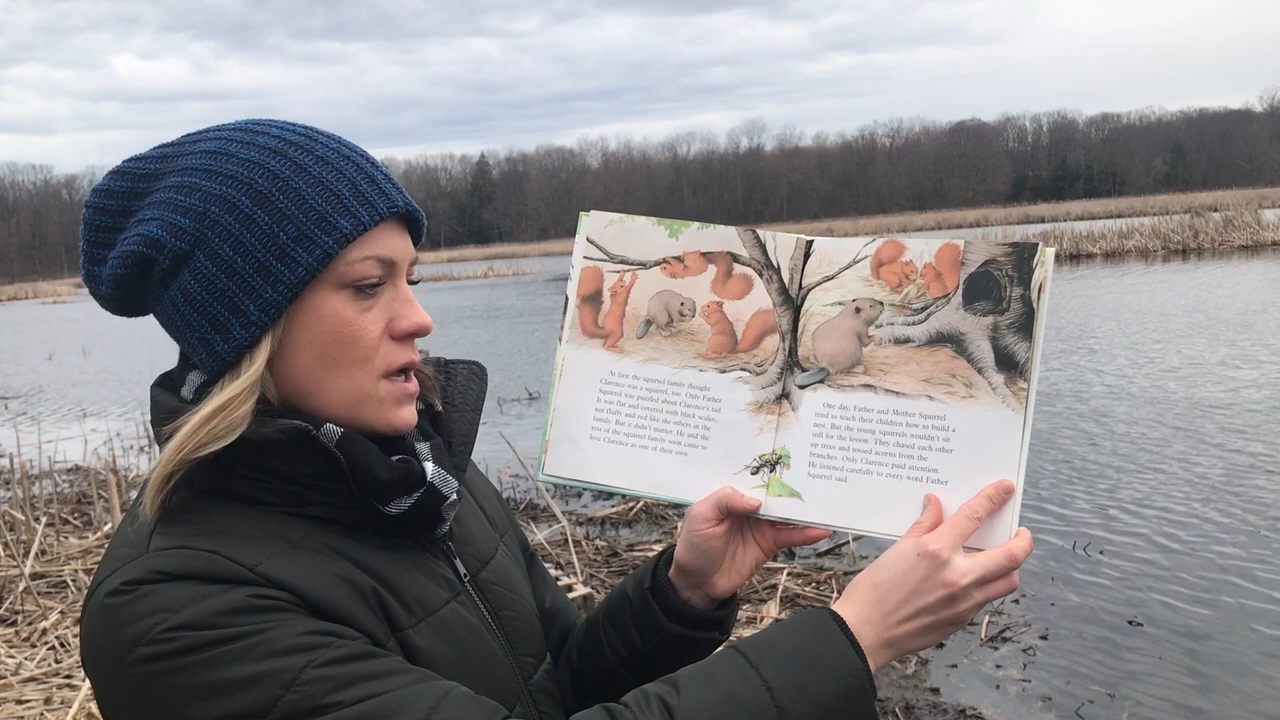 At first the squirrel family thought
Clarence was a squirrel, too. Only Father
Squirrel was puzzled about Clarence's tail.
It was flat and covered with black scales,
not fluffy and red like the others in the
family. But it didn't matter. He and the
rest of the squirrel family soon came to
love Clarence as one of their own.
One day, Father and Mother Squirrel
tried to teach their children how to build a
nest. But the young squirrels wouldn't sit
still for the lesson. They chased each other
up trees and tossed acorns from the
branches. Only Clarence paid attention.
He listened carefully to every word Father
Squirrel said.